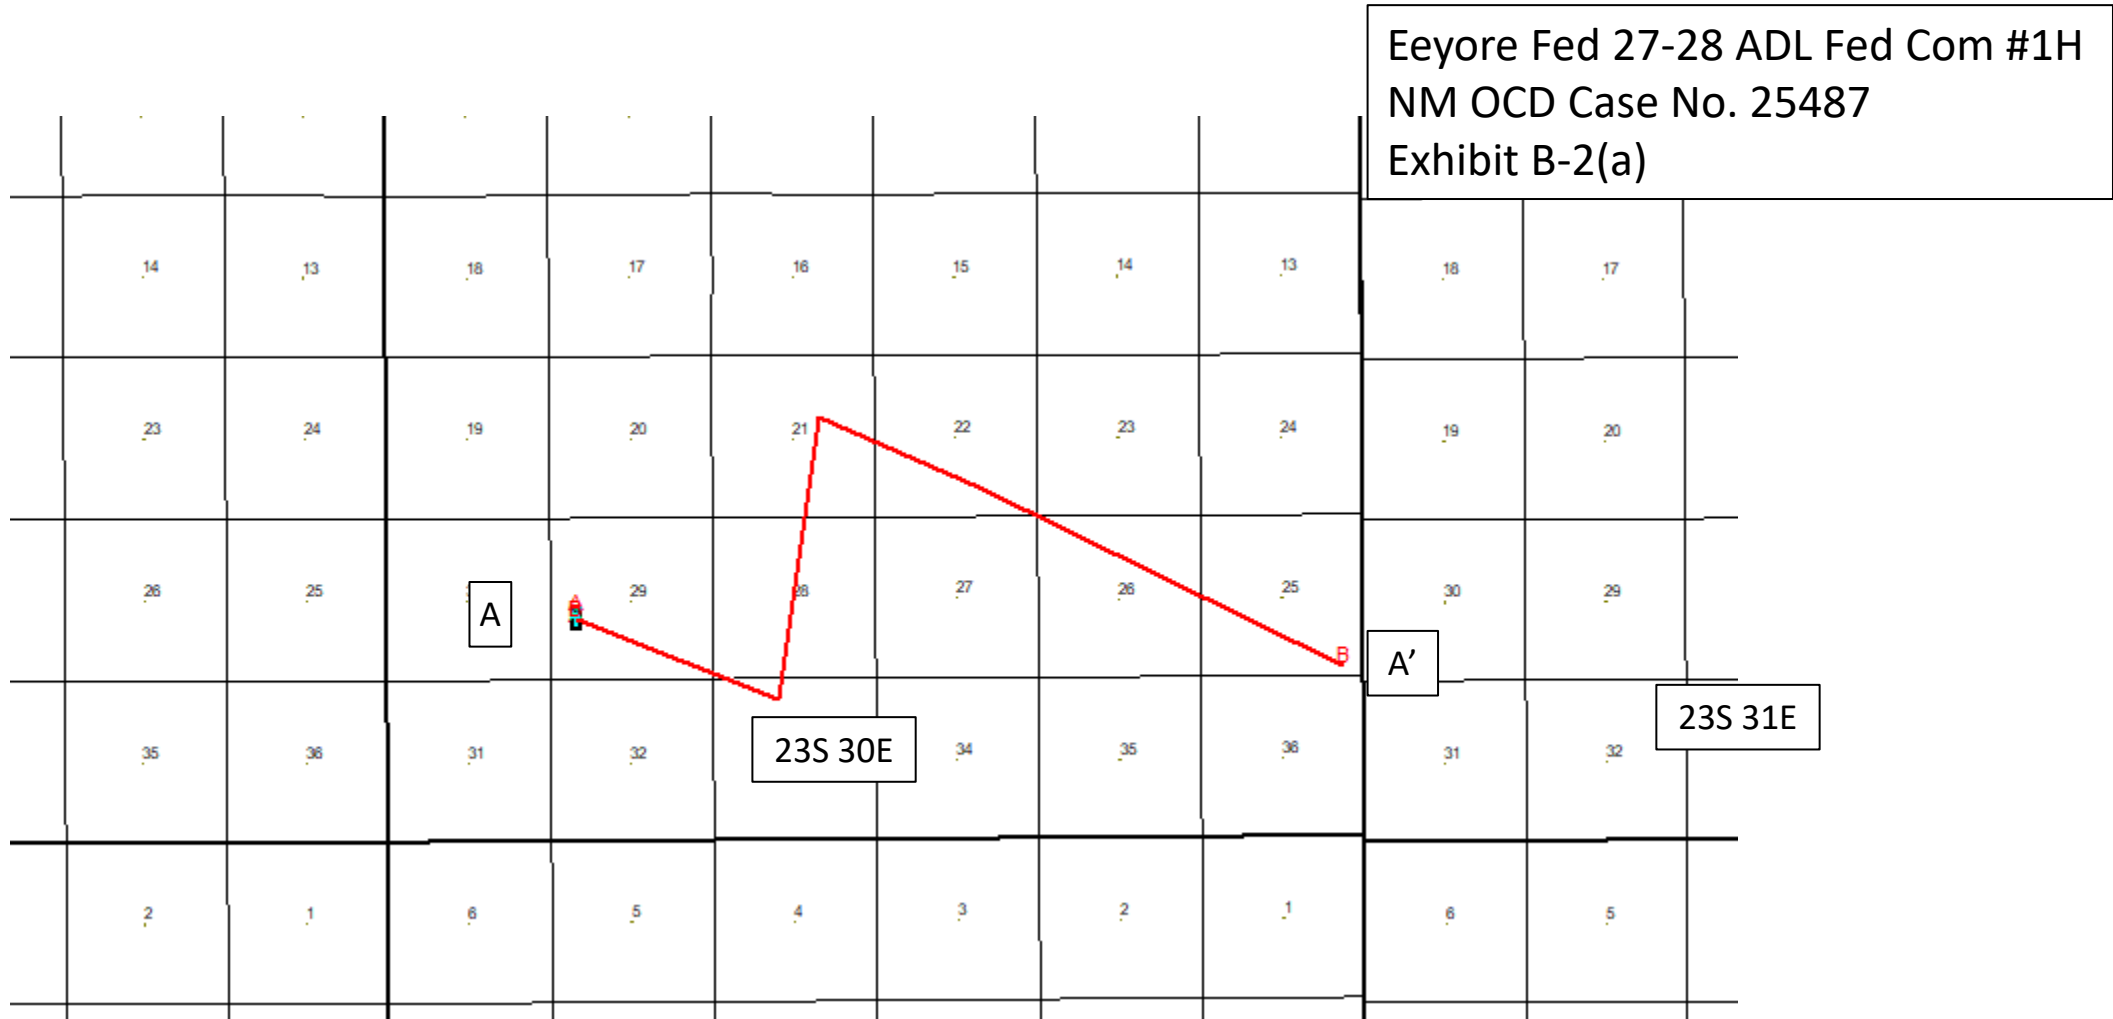 Eeyore Fed 27-28 ADL Fed Com #1H
NM OCD Case No. 25487
Exhibit B-2(a)
14 13 18 17 16 15 14 13 18 17
23 24 19 20 21 22 23 24 19 20
26 25 29 28 27 26 25 30 29
A
A
B
A’
23S 31E
23S 30E
35 36 31 32 34 35 36 31 32
2 1 6 5 4 3 2 1 6 5